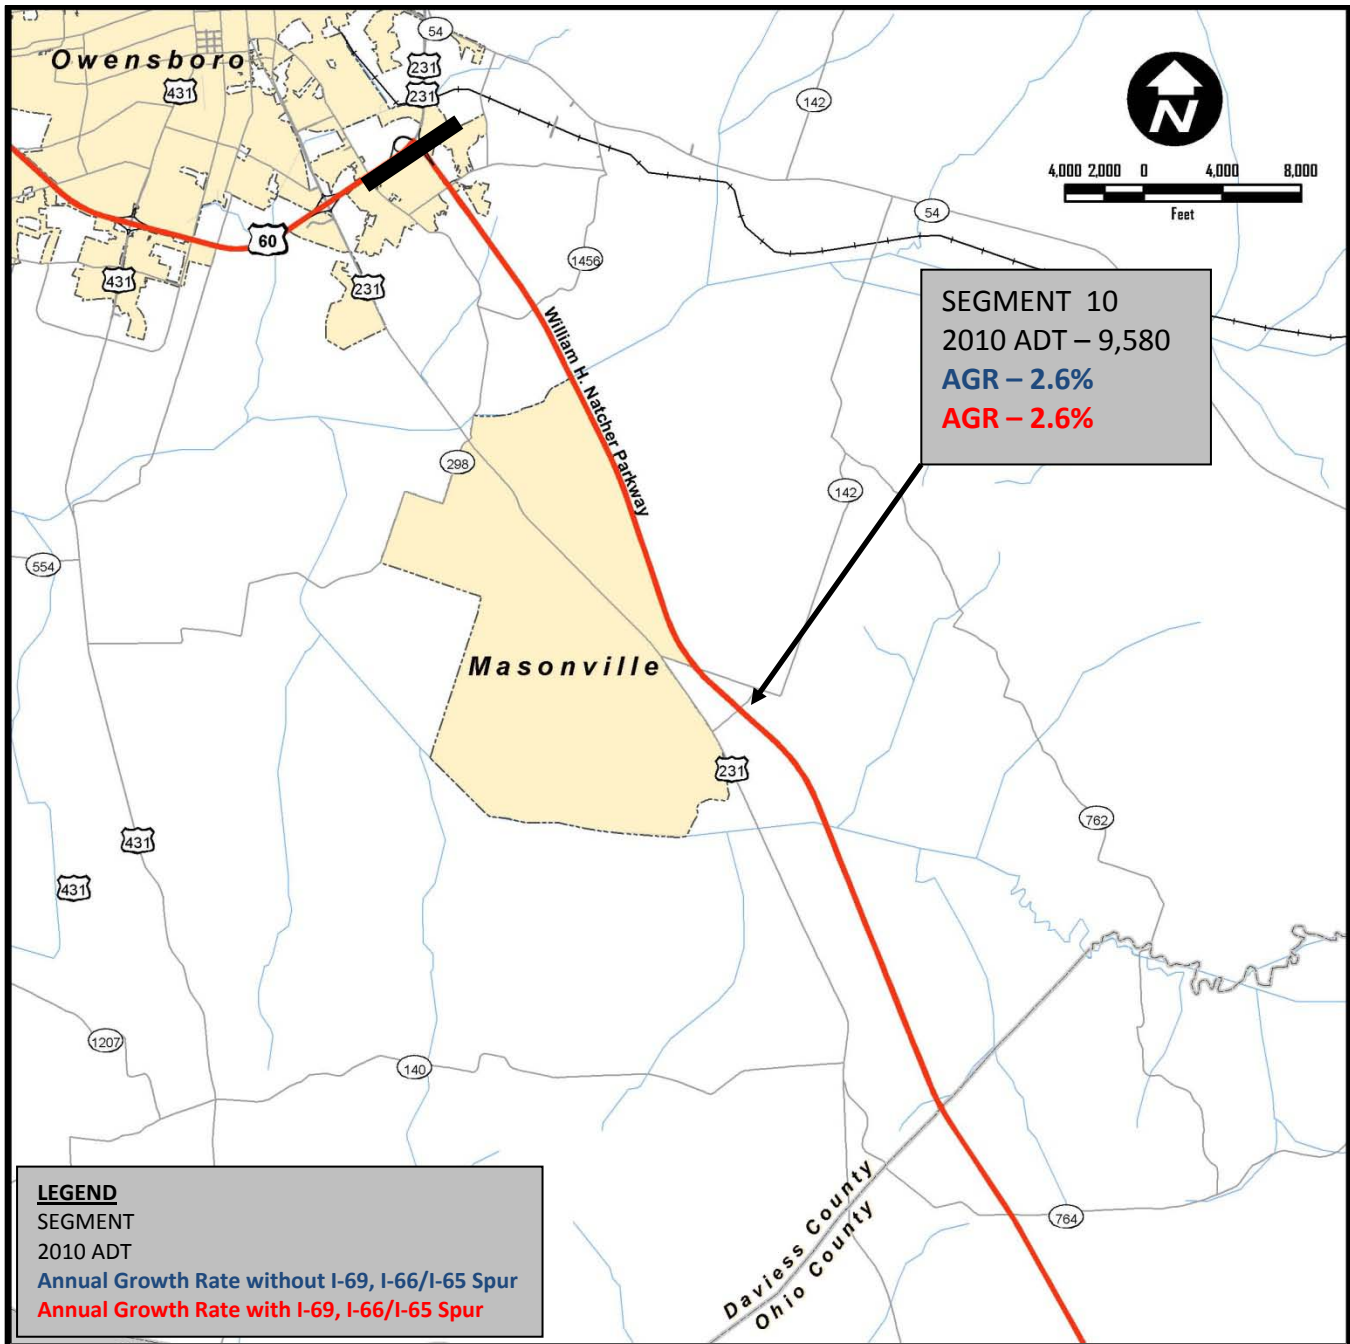 Owensboro
54
231
231
431
142
N
4,000 2,000 0 4,000 8,000
Feet
54
60
1456
431
231
William H. Natcher Parkway
SEGMENT 10
2010 ADT – 9,580
AGR – 2.6%
AGR – 2.6%
298
142
554
Masonville
231
762
431
431
1207
140
Daviess County
Ohio County
764
LEGEND
SEGMENT
2010 ADT
Annual Growth Rate without I-69, I-66/I-65 Spur
Annual Growth Rate with I-69, I-66/I-65 Spur